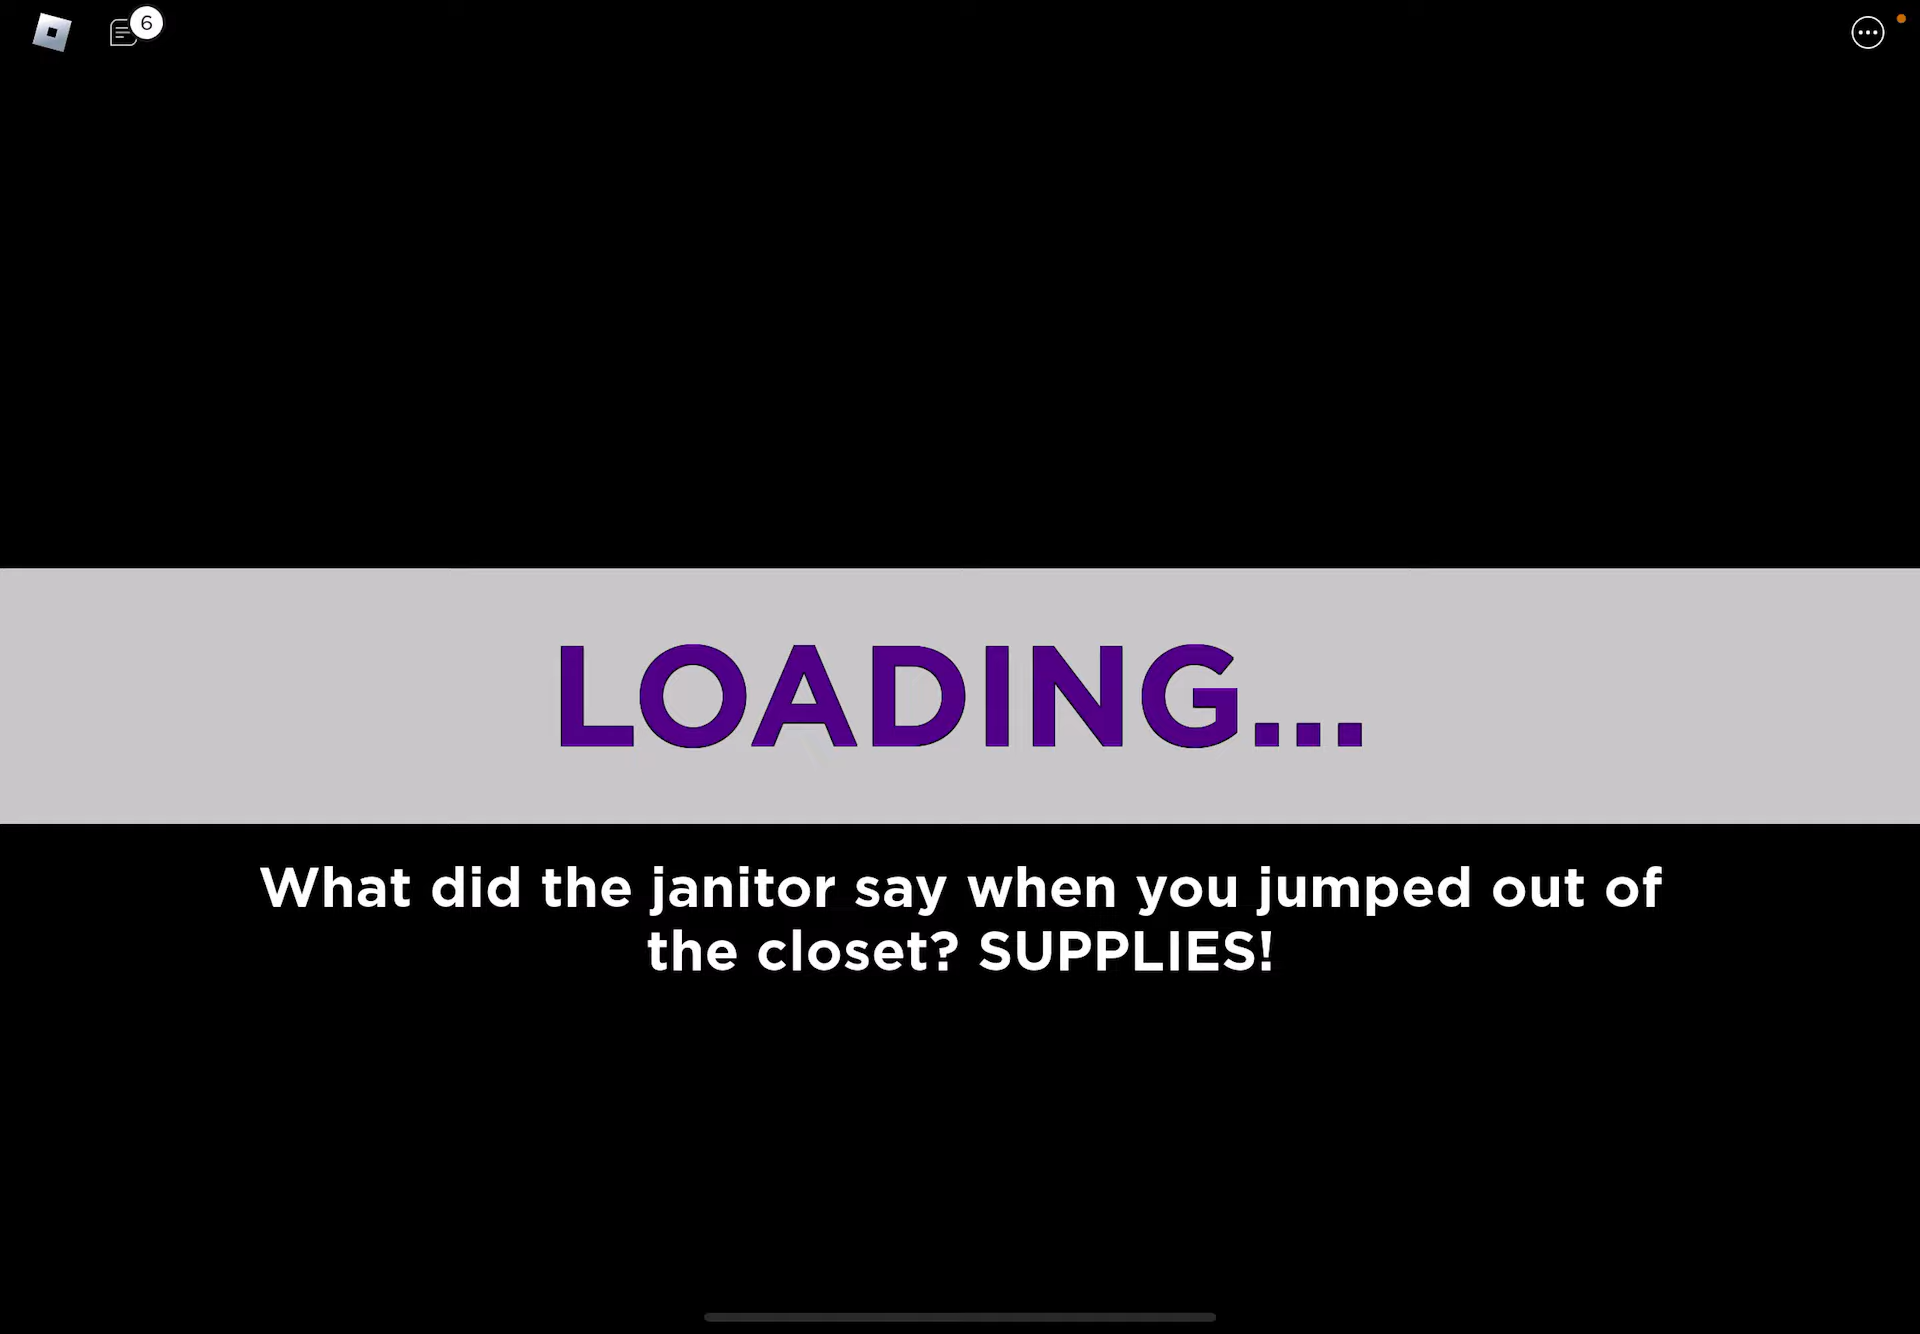 6
LOADING...
What did the janitor say when you jumped out of
the closet? SUPPLIES!